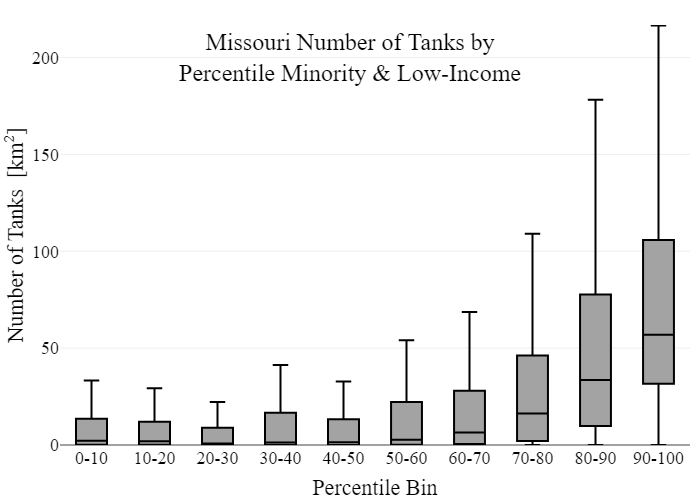 Missouri Number of Tanks by
Percentile Minority & Low-Income
Number of Tanks [km²]
200
150
100
50
0
0-10 10-20 20-30 30-40 40-50 50-60 60-70 70-80 80-90 90-100
Percentile Bin